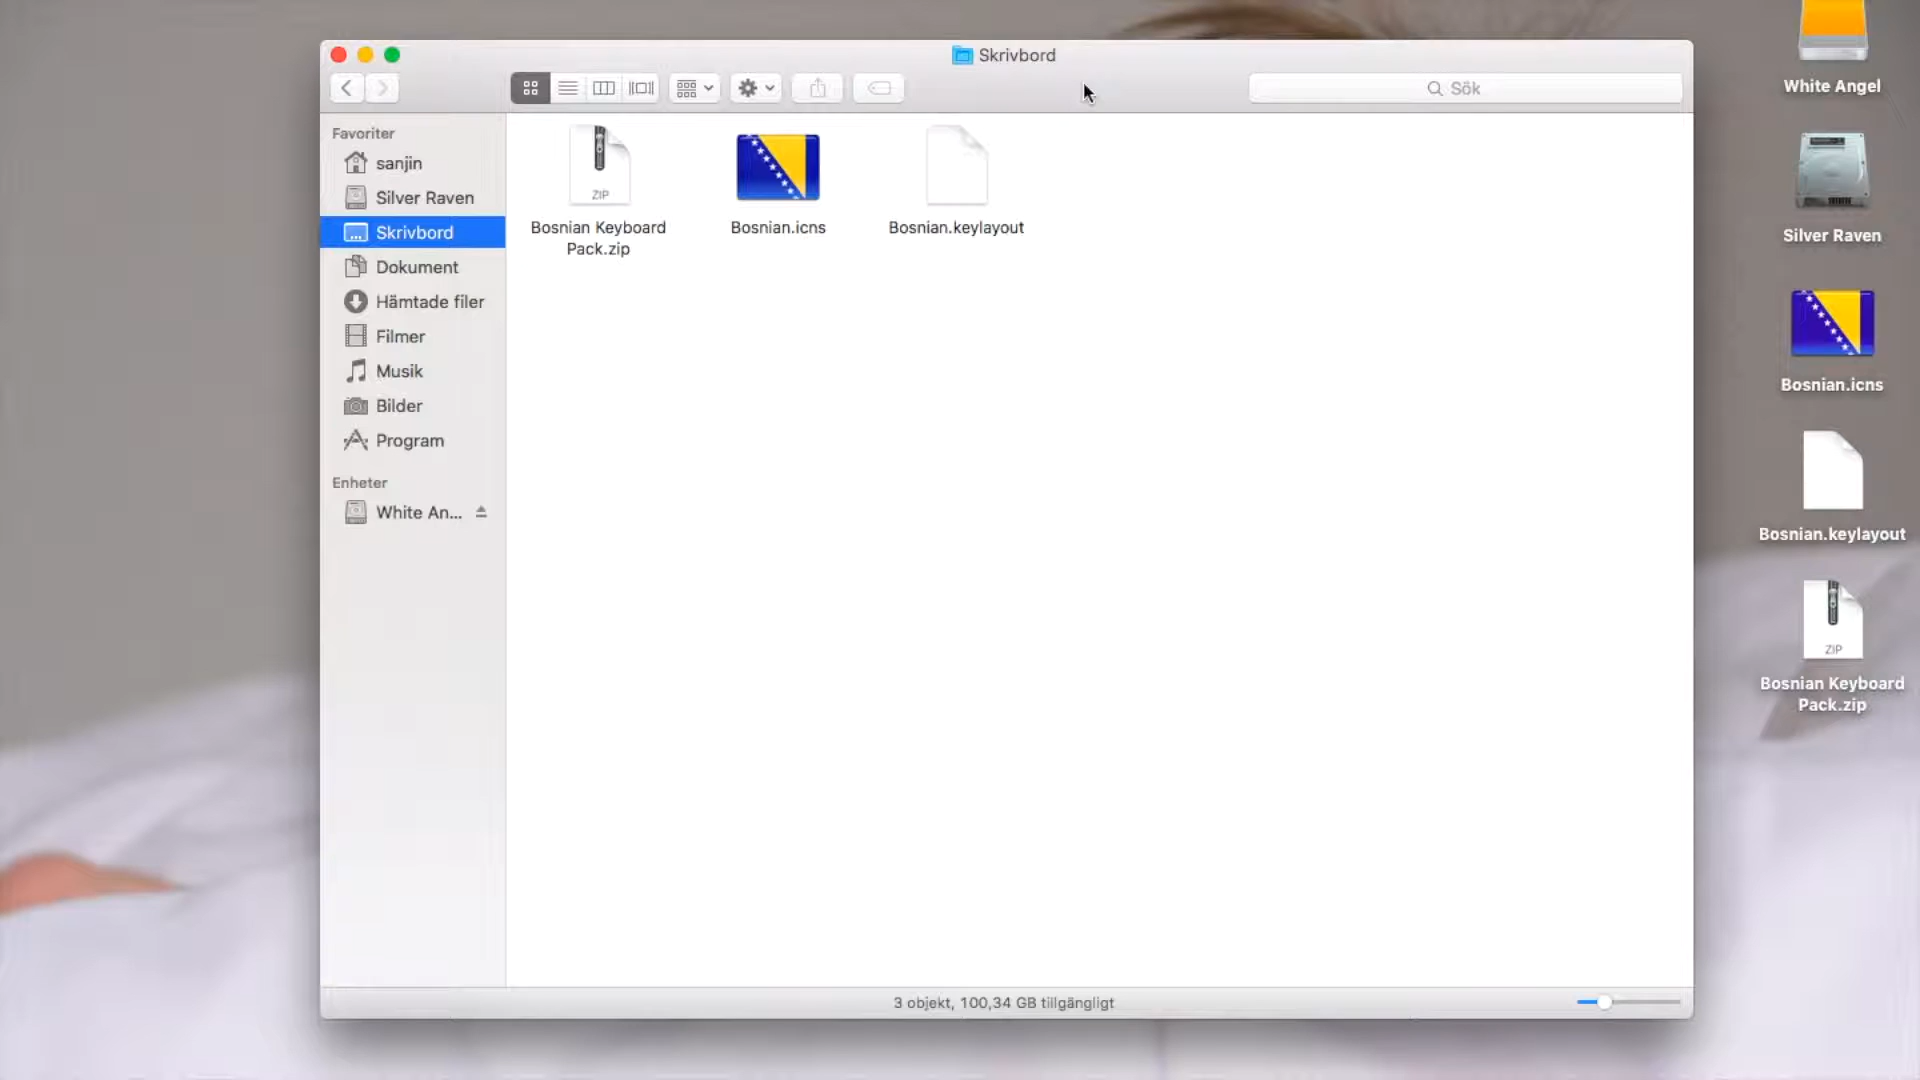 Skrivbord
Sök
Favoriter
sanjin
Silver Raven
Skrivbord
Dokument
Hämtade filer
Filmer
Musik
Bilder
Program
Enheter
White An...
ZIP
Bosnian Keyboard
Pack.zip
Bosnian.icns
Bosnian.keylayout
3 objekt, 100,34 GB tillgängligt
White Angel
Silver Raven
Bosnian.icns
Bosnian.keylayout
ZIP
Bosnian Keyboard
Pack.zip